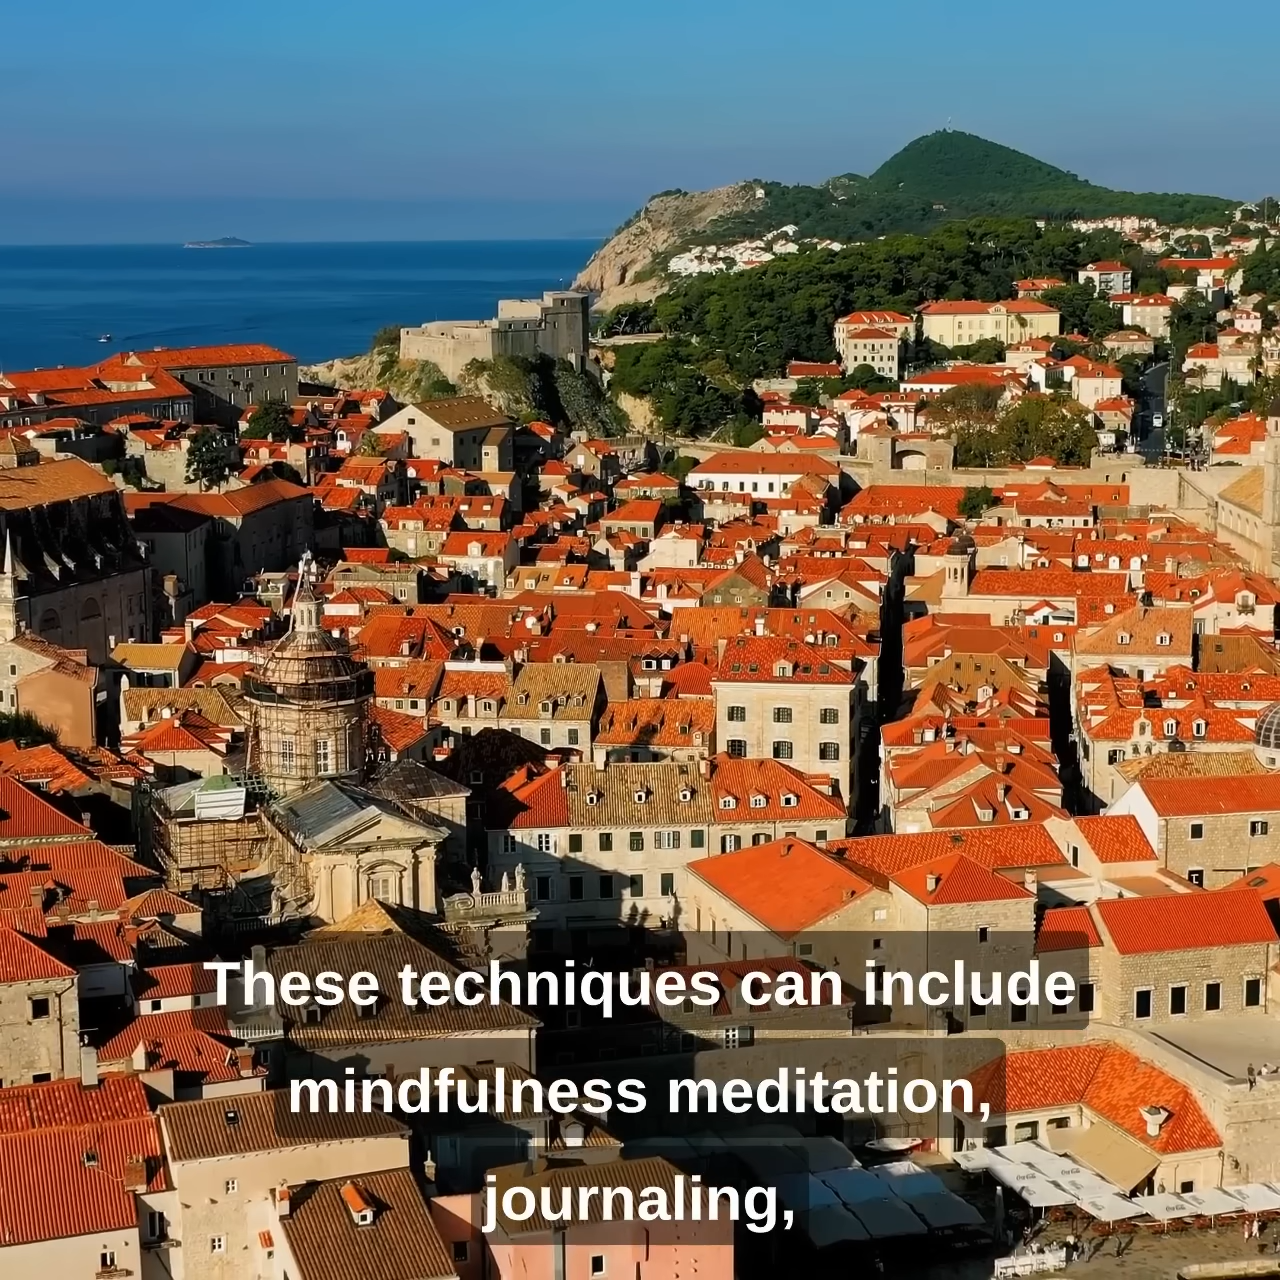 These techniques can include
mindfulness meditation,
journaling,